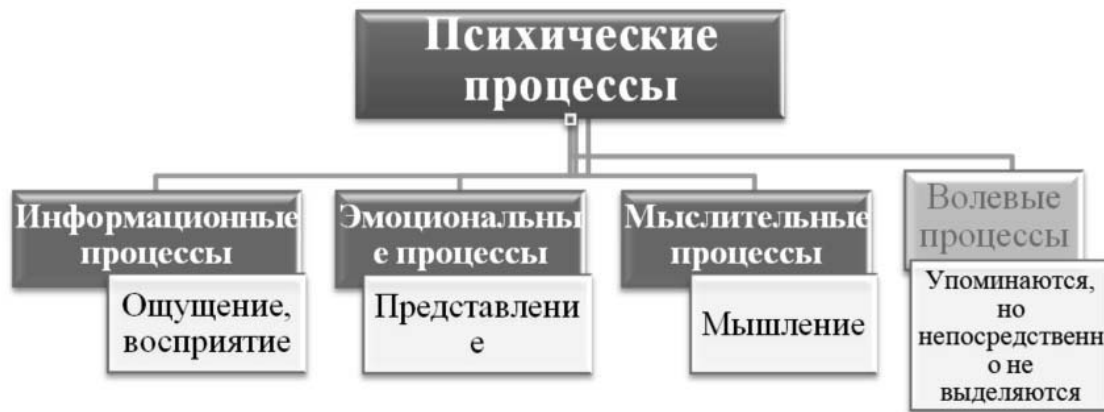 Психические
процессы
Информационные
процессы
Ощущение,
восприятие
Эмоциональны
е процессы
Представлени
е
Мыслительные
процессы
Мышление
Волевые
процессы
Упоминаются,
но
непосредственн
о не
выделяются